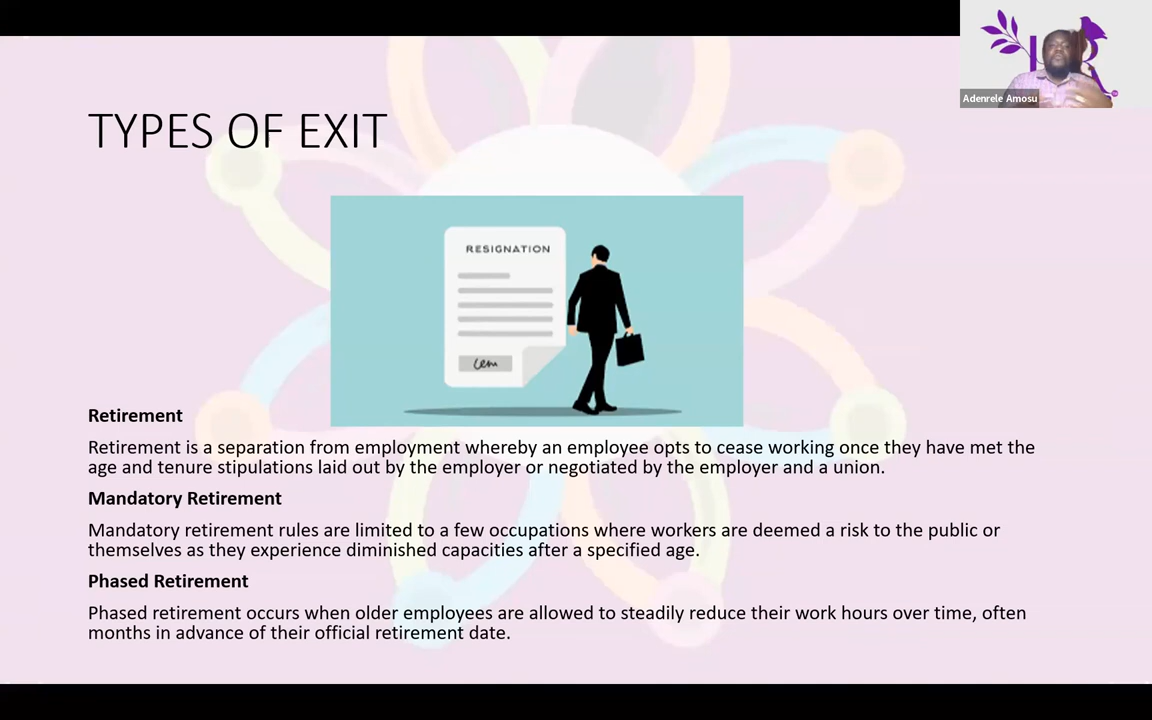 Adenrele Amosu
TYPES OF EXIT
RESIGNATION
Retirement
Retirement is a separation from employment whereby an employee opts to cease working once they have met the
age and tenure stipulations laid out by the employer or negotiated by the employer and a union.
Mandatory Retirement
Mandatory retirement rules are limited to a few occupations where workers are deemed a risk to the public or
themselves as they experience diminished capacities after a specified age.
Phased Retirement
Phased retirement occurs when older employees are allowed to steadily reduce their work hours over time, often
months in advance of their official retirement date.